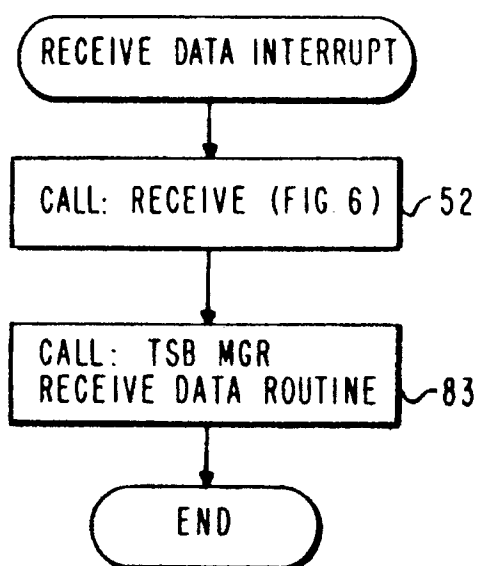 RECEIVE DATA INTERRUPT
CALL: RECEIVE (FIG. 6)
52
CALL: TSB MGR
RECEIVE DATA ROUTINE
83
END